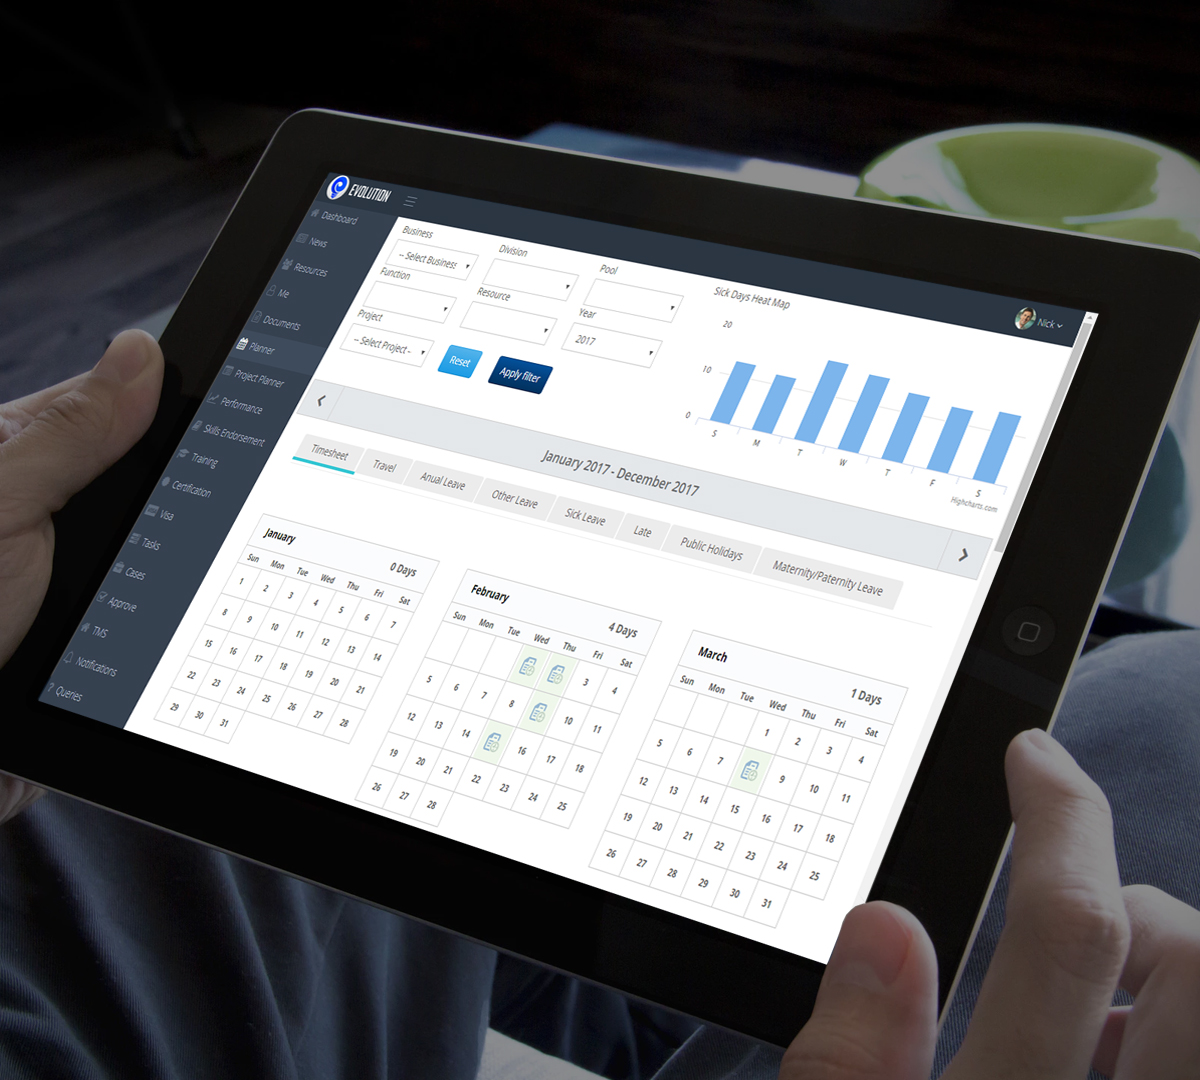 EVOLUTION
Nick
Dashboard
News
Resources
Me
Documents
Planner
Project Planner
Performance
Skills Endorsement
Training
Certification
Visa
Tasks
Cases
Approve
TMS
Notifications
? Queries
Business
-- Select Business
Division
Pool
Function
Resource
Year
2017
Project
-- Select Project -
Reset
Apply filter
Sick Days Heat Map
20
10
0
S M T W T F S
Highcharts.com
January 2017 - December 2017
Timesheet Travel Anual Leave Other Leave Sick Leave Late Public Holidays Maternity/Paternity Leave
January
0 Days
Sun Mon Tue Wed Thu Fri Sat
1 2 3 4 5 6 7
8 9 10 11 12 13 14
15 16 17 18 19 20 21
22 23 24 25 26 27 28
29 30 31
February
4 Days
Sun Mon Tue Wed Thu Fri Sat
3 4
5 6 7 8 10 11
12 13 14 16 17 18
19 20 21 22 23 24 25
26 27 28
March
1 Days
Sun Mon Tue Wed Thu Fri Sat
1 2 3 4
5 6 7 9 10 11
12 13 14 15 16 17 18
19 20 21 22 23 24 25
26 27 28 29 30 31